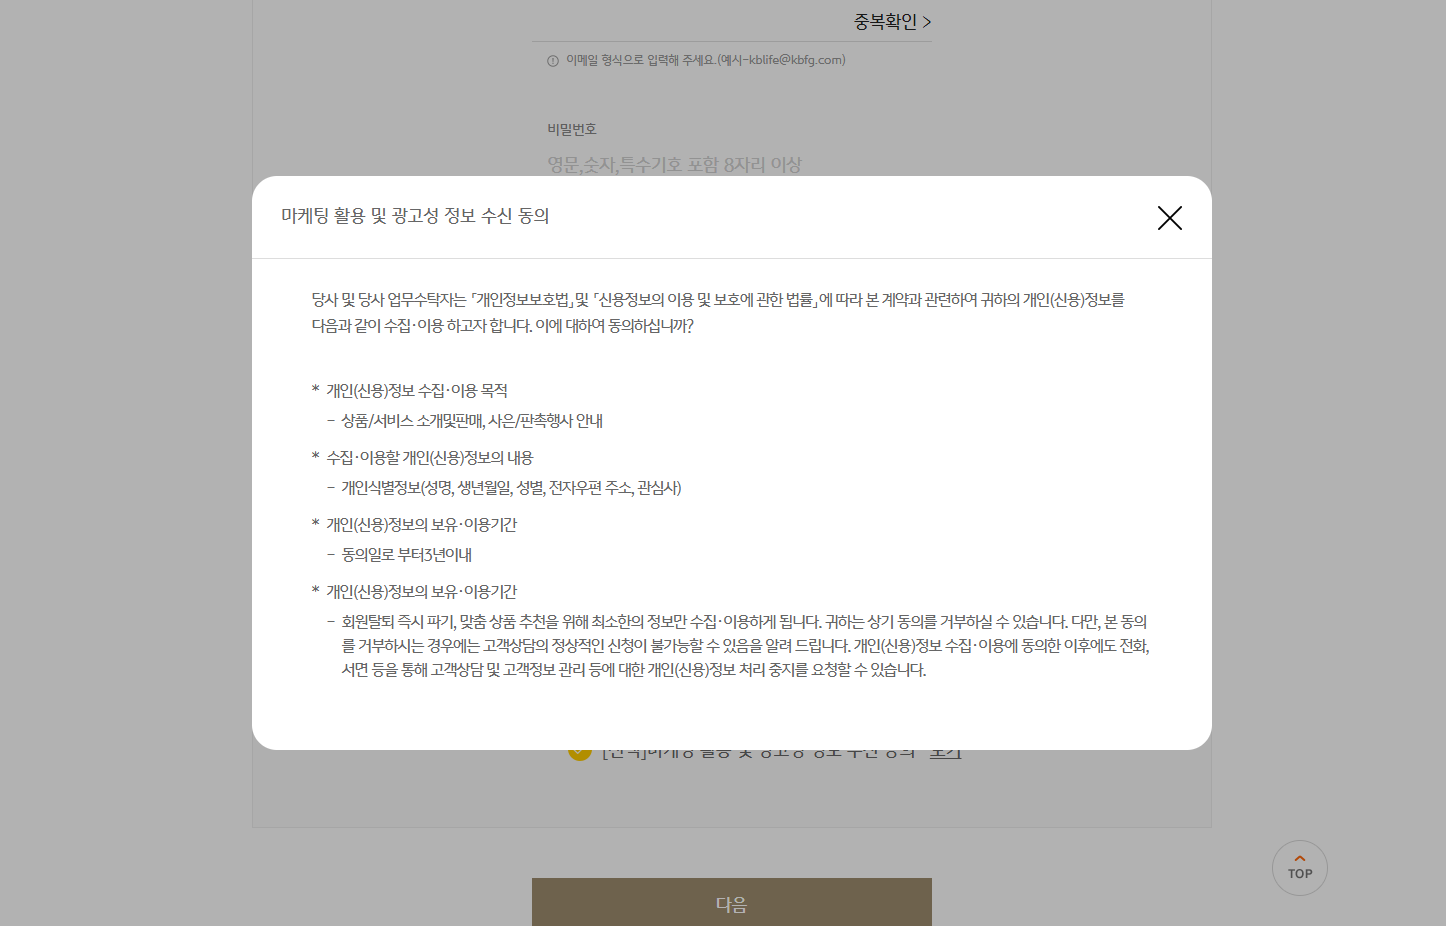 중복확인 >
이메일 형식으로 입력해 주세요.(예시-kblife@kbfg.com)
비밀번호
영문,숫자,특수기호 포함 8자리 이상
마케팅 활용 및 광고성 정보 수신 동의
당사 및 당사 업무수탁자는 「개인정보보호법」및 「신용정보의 이용 및 보호에 관한 법률」에 따라 본 계약과 관련하여 귀하의 개인(신용)정보를
다음과 같이 수집·이용 하고자 합니다. 이에 대하여 동의하십니까?
* 개인(신용)정보 수집·이용 목적
- 상품/서비스 소개및판매, 사은/판촉행사 안내
* 수집·이용할 개인(신용)정보의 내용
- 개인식별정보(성명, 생년월일, 성별, 전자우편 주소, 관심사)
* 개인(신용)정보의 보유·이용기간
- 동의일로 부터3년이내
* 개인(신용)정보의 보유·이용기간
- 회원탈퇴 즉시 파기, 맞춤 상품 추천을 위해 최소한의 정보만 수집·이용하게 됩니다. 귀하는 상기 동의를 거부하실 수 있습니다. 다만, 본 동의
를 거부하시는 경우에는 고객상담의 정상적인 신청이 불가능할 수 있음을 알려 드립니다. 개인(신용)정보 수집·이용에 동의한 이후에도 전화,
서면 등을 통해 고객상담 및 고객정보 관리 등에 대한 개인(신용)정보 처리 중지를 요청할 수 있습니다.
[선택]마케팅 활용 및 광고성 정보 수신 동의 보기
TOP
다음